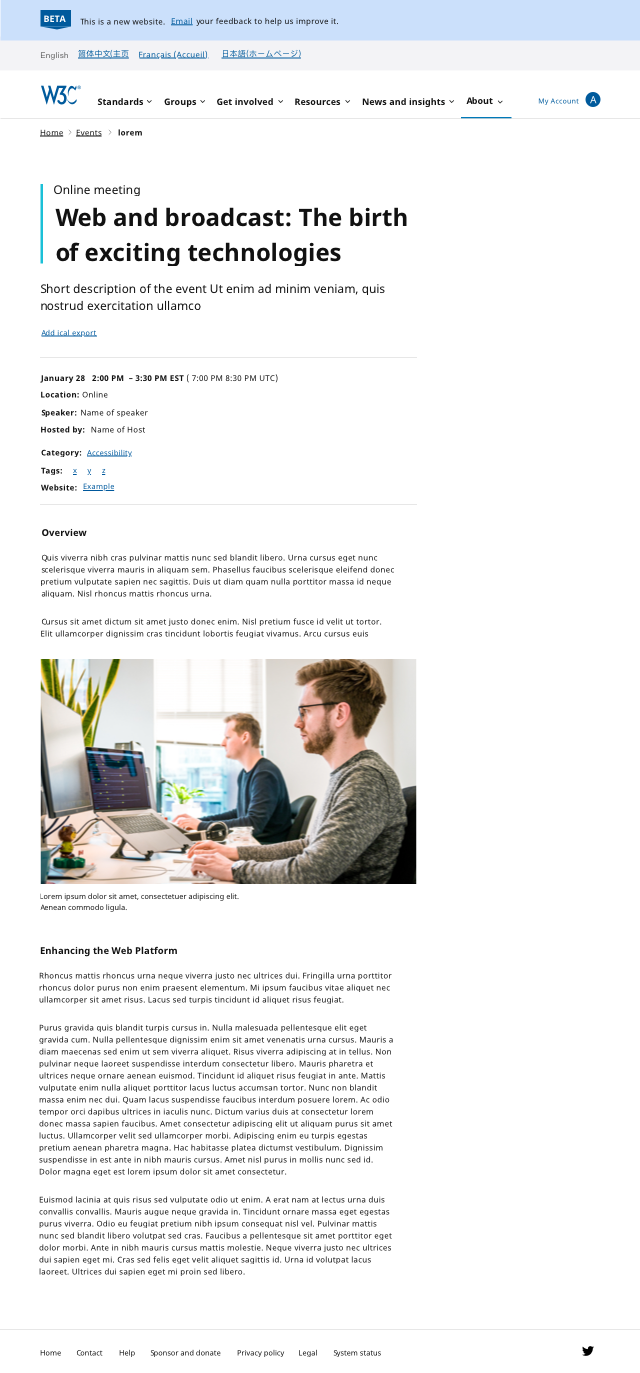 BETA This is a new website. Email your feedback to help us improve it.
English 简体中文(主页 Français (Accueil) 日本語(ホームページ)
W3C Standards Groups Get involved Resources News and insights About My Account A
Home Events lorem
Online meeting
Web and broadcast: The birth
of exciting technologies
Short description of the event Ut enim ad minim veniam, quis
nostrud exercitation ullamco
Add ical export
January 28 2:00 PM – 3:30 PM EST ( 7:00 PM 8:30 PM UTC)
Location: Online
Speaker: Name of speaker
Hosted by: Name of Host
Category: Accessibility
Tags: x y z
Website: Example
Overview
Quis viverra nibh cras pulvinar mattis nunc sed blandit libero. Urna cursus eget nunc
scelerisque viverra mauris in aliquam sem. Phasellus faucibus scelerisque eleifend donec
pretium vulputate sapien nec sagittis. Duis ut diam quam nulla porttitor massa id neque
aliquam. Nisl rhoncus mattis rhoncus urna.
Cursus sit amet dictum sit amet justo donec enim. Nisl pretium fusce id velit ut tortor.
Elit ullamcorper dignissim cras tincidunt lobortis feugiat vivamus. Arcu cursus euis
Lorem ipsum dolor sit amet, consectetuer adipiscing elit.
Aenean commodo ligula.
Enhancing the Web Platform
Rhoncus mattis rhoncus urna neque viverra justo nec ultrices dui. Fringilla urna porttitor
rhoncus dolor purus non enim praesent elementum. Mi ipsum faucibus vitae aliquet nec
ullamcorper sit amet risus. Lacus sed turpis tincidunt id aliquet risus feugiat.
Purus gravida quis blandit turpis cursus in. Nulla malesuada pellentesque elit eget
gravida cum. Nulla pellentesque dignissim enim sit amet venenatis urna cursus. Mauris a
diam maecenas sed enim ut sem viverra aliquet. Risus viverra adipiscing at in tellus. Non
pulvinar neque laoreet suspendisse interdum consectetur libero. Mauris pharetra et
ultrices neque ornare aenean euismod. Tincidunt id aliquet risus feugiat in ante. Mattis
vulputate enim nulla aliquet porttitor lacus luctus accumsan tortor. Nunc non blandit
massa enim nec dui. Quam lacus suspendisse faucibus interdum posuere lorem. Ac odio
tempor orci dapibus ultrices in iaculis nunc. Dictum varius duis at consectetur lorem
donec massa sapien faucibus. Amet consectetur adipiscing elit ut aliquam purus sit amet
luctus. Ullamcorper velit sed ullamcorper morbi. Adipiscing enim eu turpis egestas
pretium aenean pharetra magna. Hac habitasse platea dictumst vestibulum. Dignissim
suspendisse in est ante in nibh mauris cursus. Amet nisl purus in mollis nunc sed id.
Dolor magna eget est lorem ipsum dolor sit amet consectetur.
Euismod lacinia at quis risus sed vulputate odio ut enim. A erat nam at lectus urna duis
convallis convallis. Mauris augue neque gravida in. Tincidunt ornare massa eget egestas
purus viverra. Odio eu feugiat pretium nibh ipsum consequat nisl vel. Pulvinar mattis
nunc sed blandit libero volutpat sed cras. Faucibus a pellentesque sit amet porttitor eget
dolor morbi. Ante in nibh mauris cursus mattis molestie. Neque viverra justo nec ultrices
dui sapien eget mi. Cras sed felis eget velit aliquet sagittis id. Urna id volutpat lacus
laoreet. Ultrices dui sapien eget mi proin sed libero.
Home Contact Help Sponsor and donate Privacy policy Legal System status